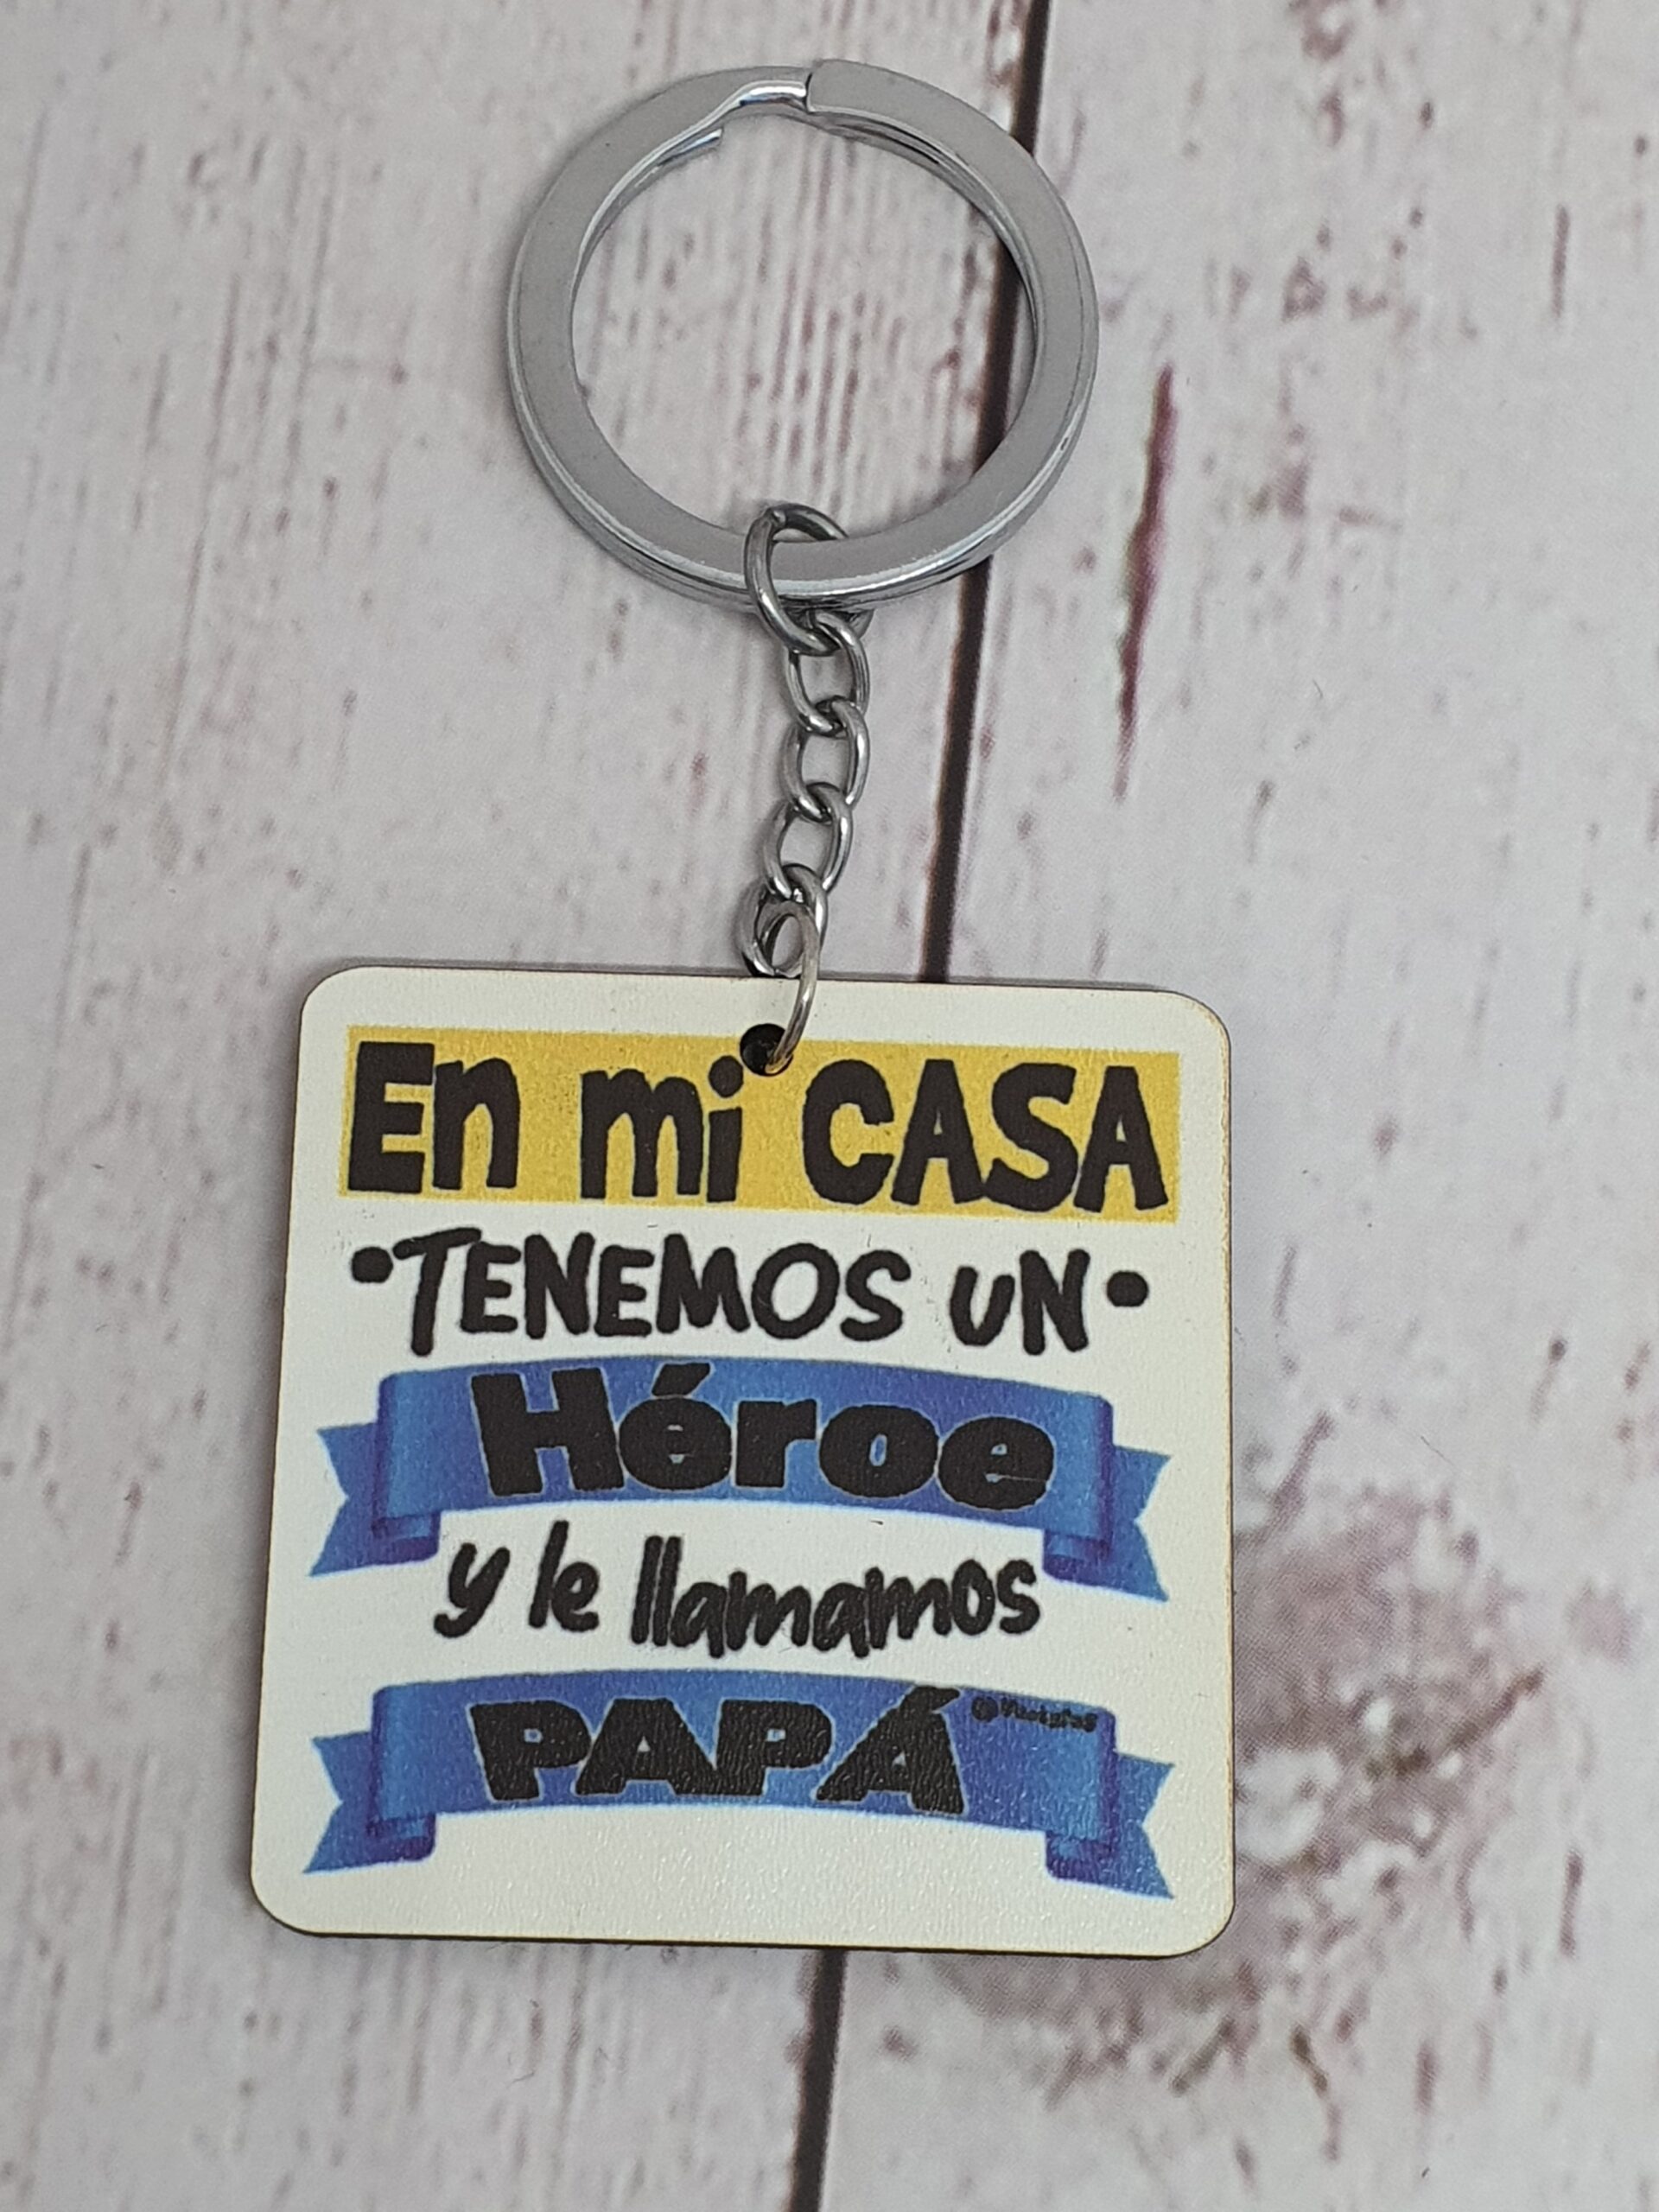 En mi CASA
•TENEMOS uN•
Héroe
y le llamamos
PAPÁ